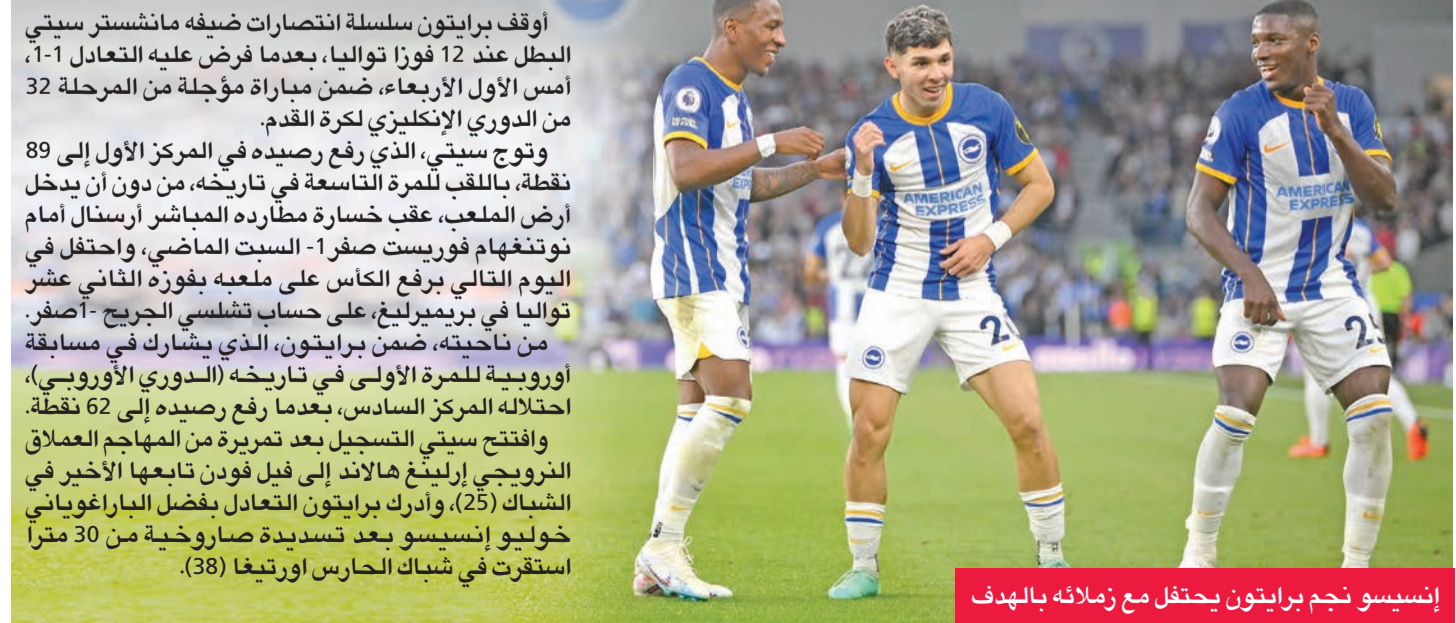 أوقف برايتون سلسلة انتصارات ضيفه مانشستر سيتي
البطل عند 12 فوزا تواليا، بعدما فرض عليه التعادل 1-1،
أمس الأول الأربعاء، ضمن مباراة مؤجلة من المرحلة 32
من الدوري الإنكليزي لكرة القدم.
وتوج سيتي، الذي رفع رصيده في المركز الأول إلى 89
نقطة، باللقب للمرة التاسعة في تاريخه، من دون أن يدخل
أرض الملعب، عقب خسارة مطارده المباشر أرسنال أمام
نوتنغهام فوريست صفر1- السبت الماضي، واحتفل في
اليوم التالي برفع الكأس على ملعبه بفوزه الثاني عشر
تواليا في بريميرليغ، على حساب تشلسي الجريح -1صفر.
من ناحيته، ضمن برايتون، الذي يشارك في مسابقة
أوروبية للمرة الأولى في تاريخه (الدوري الأوروبي)،
احتلاله المركز السادس، بعدما رفع رصيده إلى 62 نقطة.
وافتتح سيتي التسجيل بعد تمريرة من المهاجم العملاق
النرويجي إرلينغ هالاند إلى فيل فودن تابعها الأخير في
الشباك (25)، وأدرك برايتون التعادل بفضل الباراغوياني
خوليو إنسيسو بعد تسديدة صاروخية من 30 مترا
استقرت في شباك الحارس اورتيغا (38).
AMERICAN
EXPRESS
AMERICAN
EXPRESS
25
إنسيسو نجم برايتون يحتفل مع زملائه بالهدف